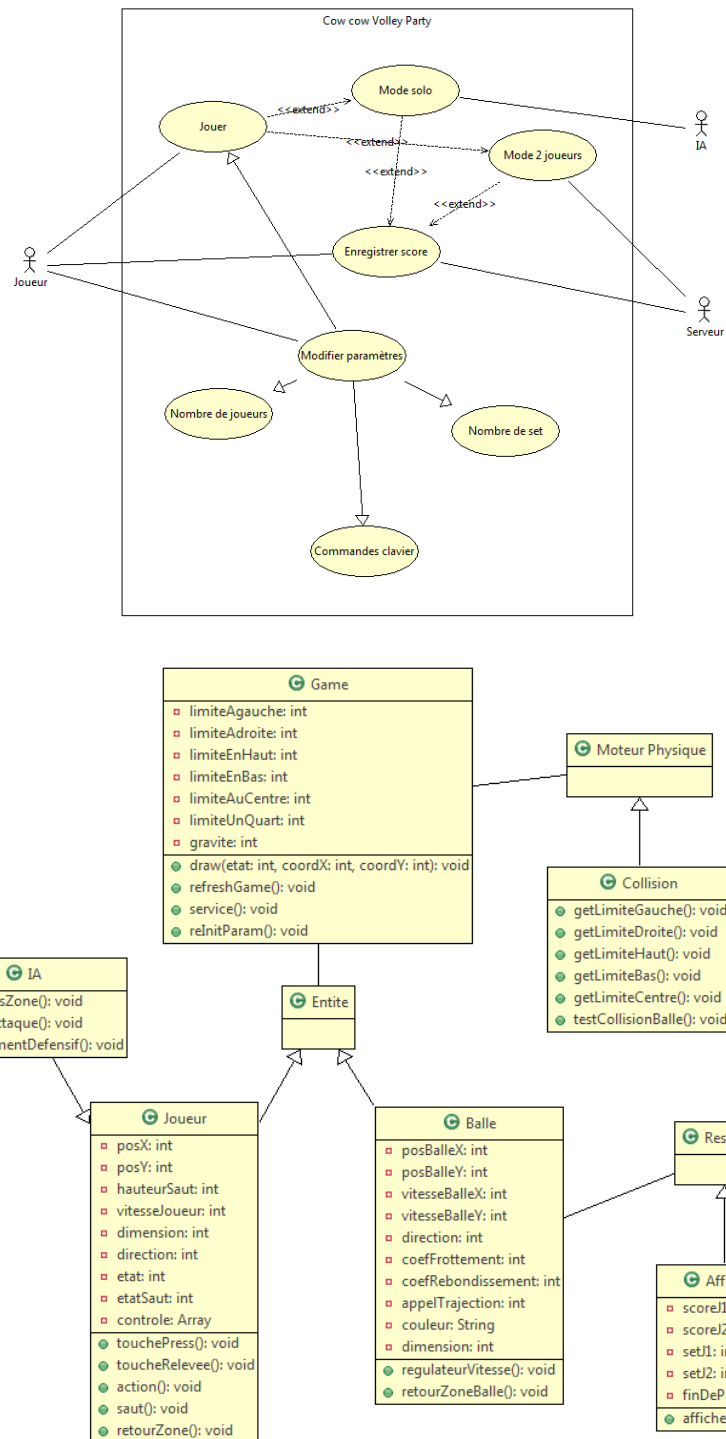 Cow cow Volley Party
Mode solo
<<extend>>
Jouer
IA
<<extend>>
Mode 2 joueurs
<<extend>>
<<extend>>
Enregistrer score
Joueur
Serveur
Modifier paramètres
Nombre de joueurs
Nombre de set
Commandes clavier
Game
limiteAgauche: int
limiteAdroite: int
limiteEnHaut: int
limiteEnBas: int
limiteAuCentre: int
limiteUnQuart: int
gravite: int
draw(etat: int, coordX: int, coordY: int): void
refreshGame(): void
service(): void
reInitParam(): void
Moteur Physique
Collision
getLimiteGauche(): void
getLimiteDroite(): void
getLimiteHaut(): void
getLimiteBas(): void
getLimiteCentre(): void
testCollisionBalle(): void
IA
sZone(): void
ttaque(): void
mentDefensif(): void
Entite
Joueur
posX: int
posY: int
hauteurSaut: int
vitesseJoueur: int
dimension: int
direction: int
etat: int
etatSaut: int
controle: Array
touchePress(): void
toucheRelevee(): void
action(): void
saut(): void
retourZone(): void
Balle
posBalleX: int
posBalleY: int
vitesseBalleX: int
vitesseBalleY: int
direction: int
coefFrottement: int
coefRebondissement: int
appelTrajection: int
couleur: String
dimension: int
regulateurVitesse(): void
retourZoneBalle(): void
Res
Aff
scoreJ1
scoreJ2
setJ1: in
setJ2: in
finDeP
affiche